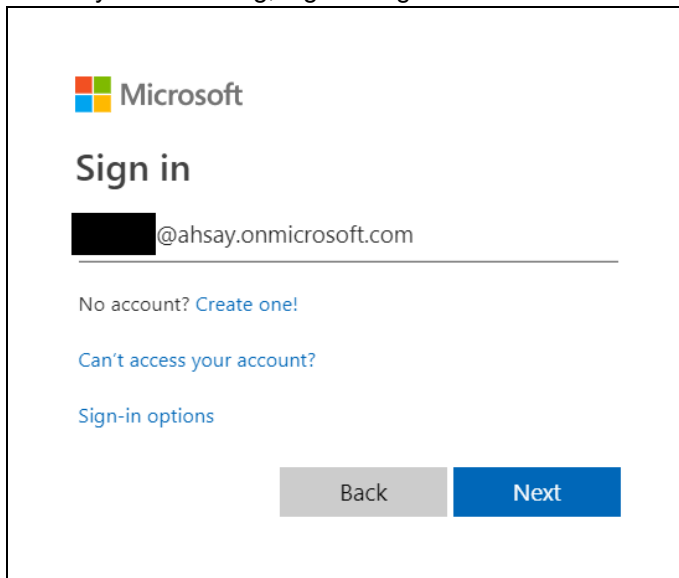 Microsoft
Sign in
@ahsay.onmicrosoft.com
No account? Create one!
Can't access your account?
Sign-in options
Back Next